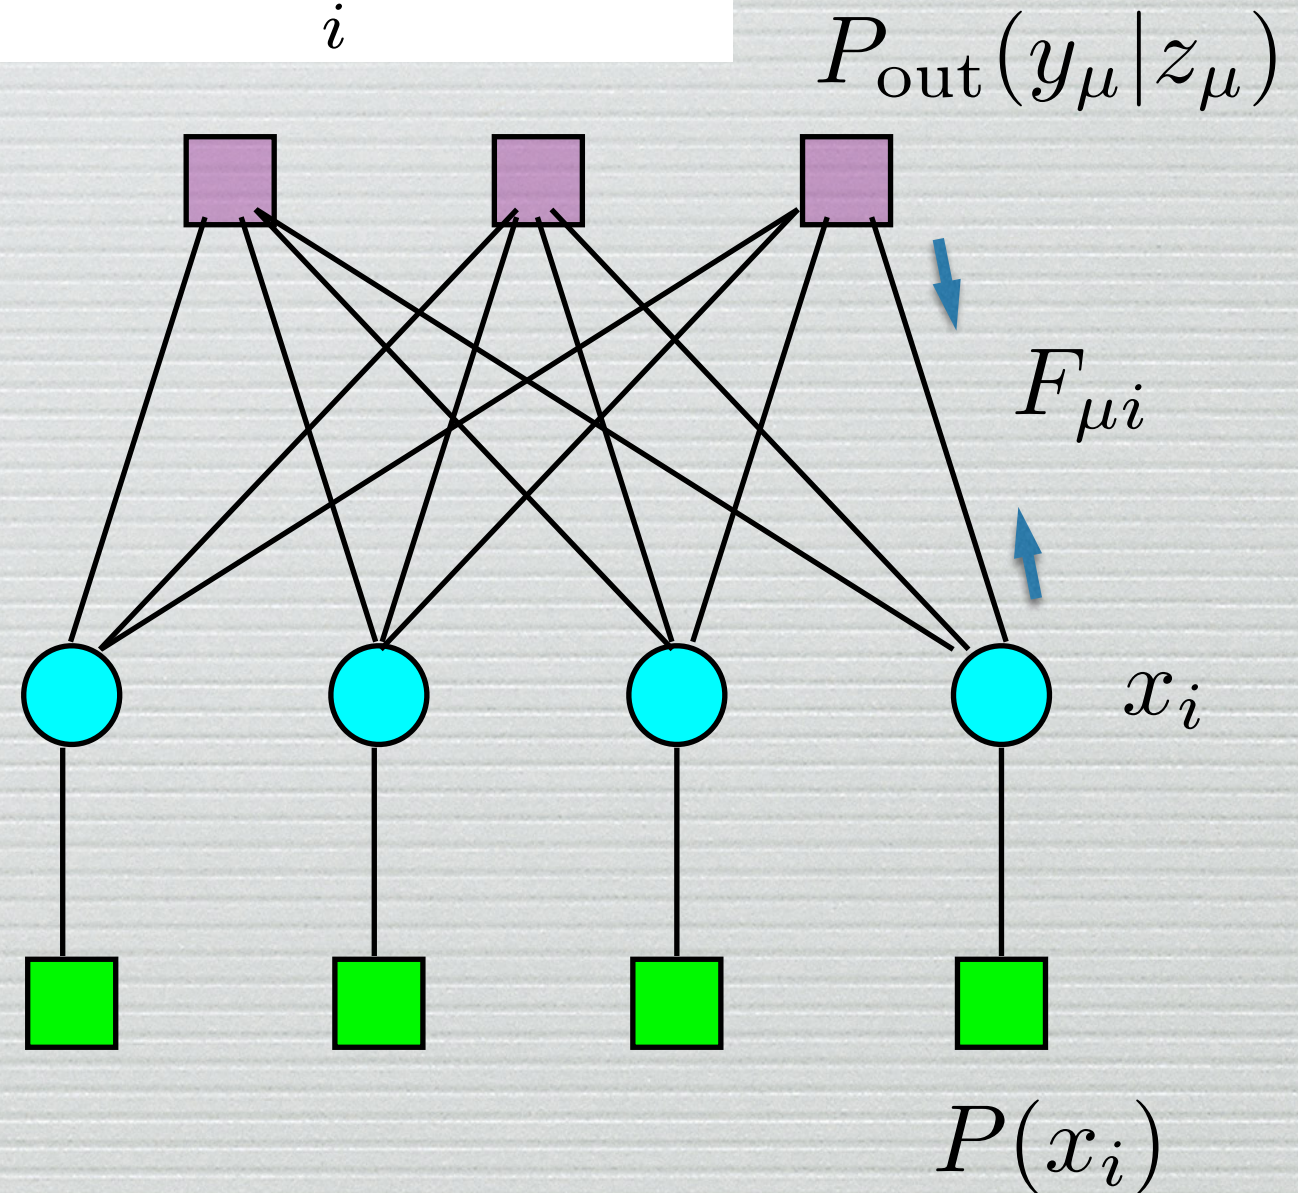 i
P_out(y_μ|z_μ)
F_μi
x_i
P(x_i)